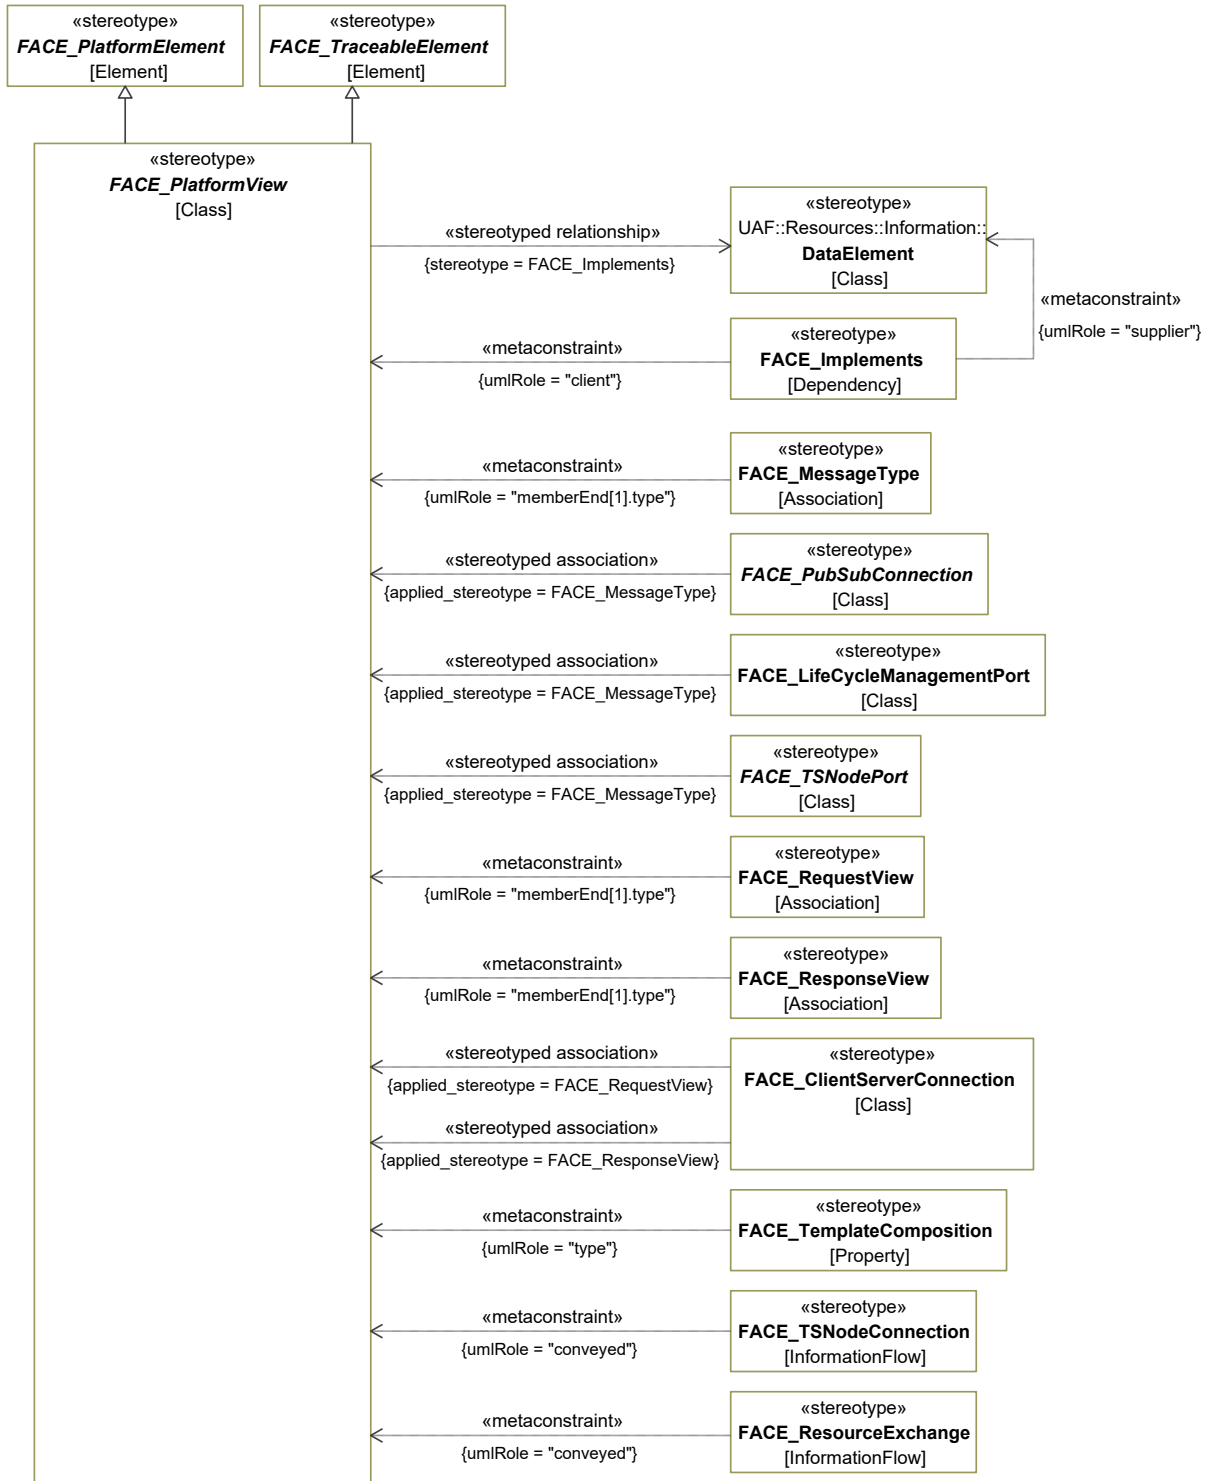 «stereotype»
FACE_PlatformElement
[Element]
«stereotype»
FACE_TraceableElement
[Element]
«stereotype»
FACE_PlatformView
[Class]
«stereotyped relationship»
{stereotype = FACE_Implements}
«stereotype»
UAF::Resources::Information::
DataElement
[Class]
«metaconstraint»
{umlRole = "supplier"}
«metaconstraint»
{umlRole = "client"}
«stereotype»
FACE_Implements
[Dependency]
«metaconstraint»
{umlRole = "memberEnd[1].type"}
«stereotype»
FACE_MessageType
[Association]
«stereotyped association»
{applied_stereotype = FACE_MessageType}
«stereotype»
FACE_PubSubConnection
[Class]
«stereotyped association»
{applied_stereotype = FACE_MessageType}
«stereotype»
FACE_LifeCycleManagementPort
[Class]
«stereotyped association»
{applied_stereotype = FACE_MessageType}
«stereotype»
FACE_TSNodePort
[Class]
«metaconstraint»
{umlRole = "memberEnd[1].type"}
«stereotype»
FACE_RequestView
[Association]
«metaconstraint»
{umlRole = "memberEnd[1].type"}
«stereotype»
FACE_ResponseView
[Association]
«stereotyped association»
{applied_stereotype = FACE_RequestView}
«stereotyped association»
{applied_stereotype = FACE_ResponseView}
«stereotype»
FACE_ClientServerConnection
[Class]
«metaconstraint»
{umlRole = "type"}
«stereotype»
FACE_TemplateComposition
[Property]
«metaconstraint»
{umlRole = "conveyed"}
«stereotype»
FACE_TSNodeConnection
[InformationFlow]
«metaconstraint»
{umlRole = "conveyed"}
«stereotype»
FACE_ResourceExchange
[InformationFlow]